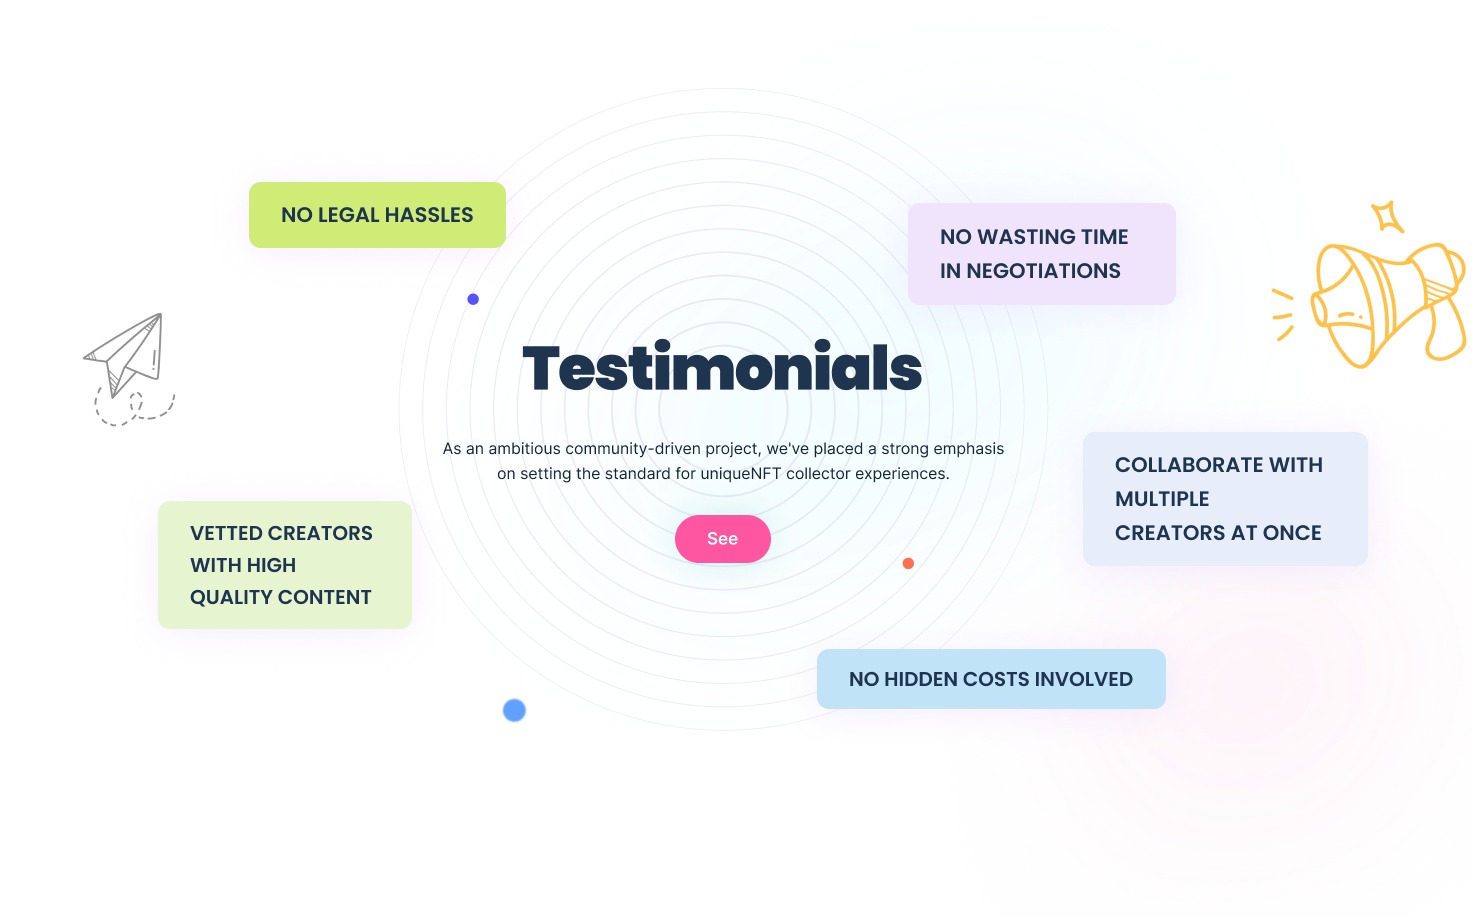 NO LEGAL HASSLES
NO WASTING TIME
IN NEGOTIATIONS
Testimonials
As an ambitious community-driven project, we've placed a strong emphasis
on setting the standard for uniqueNFT collector experiences.
See
COLLABORATE WITH
MULTIPLE
CREATORS AT ONCE
VETTED CREATORS
WITH HIGH
QUALITY CONTENT
NO HIDDEN COSTS INVOLVED